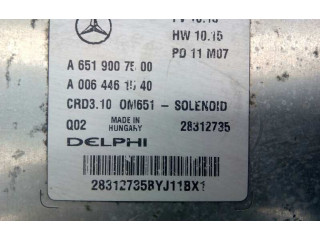 HW 10.15
PD 11 M07
A 651 900 75 00
A 006 446 15 40
CRD3.10 OM651- SOLENOID
Q02 MADE IN HUNGARY 28312735
DELPHI
28312735BYJ11BX1